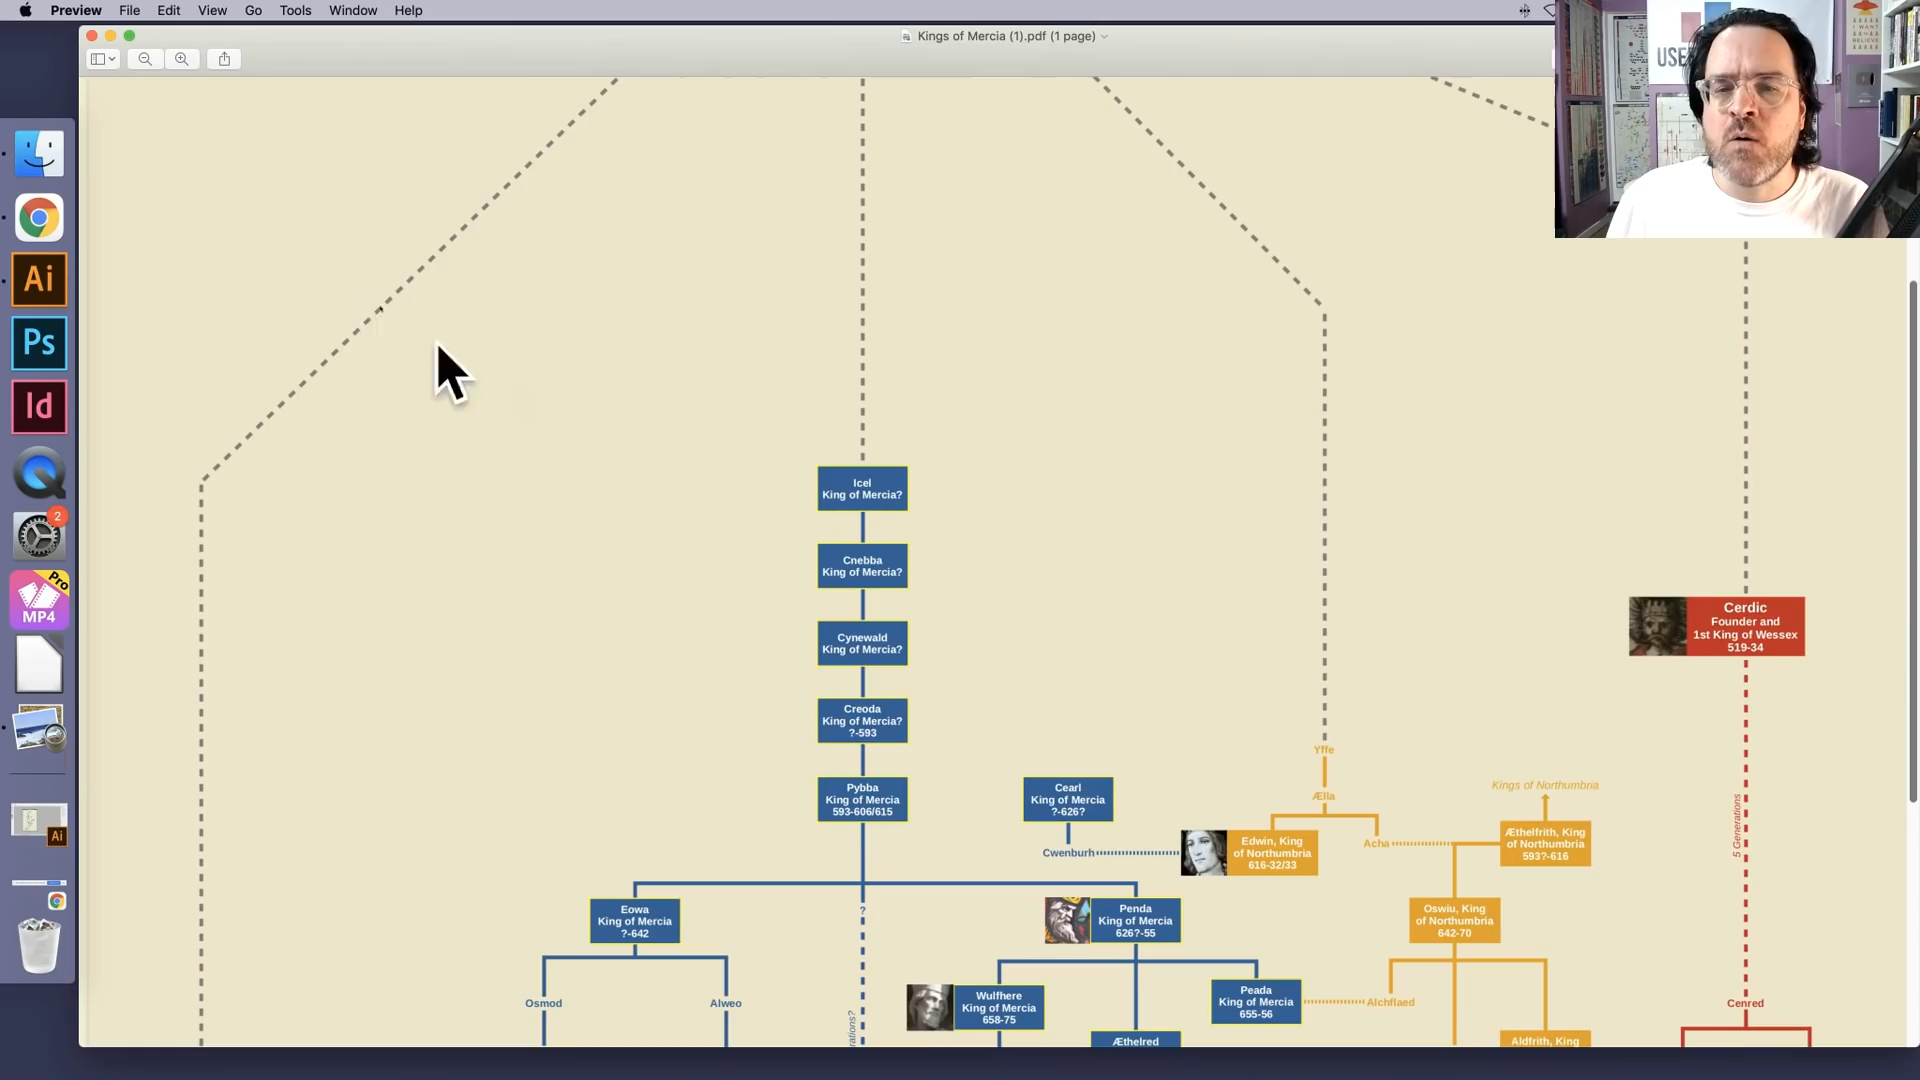 Preview File Edit View Go Tools Window Help
Kings of Mercia (1).pdf (1 page)
USE
I WANT
BELIEVE
Ai
Ps
Id
2
Pro
MP4
Ai
Icel
King of Mercia?
Cnebba
King of Mercia?
Cynewald
King of Mercia?
Creoda
King of Mercia?
?-593
Pybba
King of Mercia
593-606/615
Cearl
King of Mercia
?-626?
Cwenburh
Yffe
Ælla
Edwin, King
of Northumbria
616-32/33
Acha
Kings of Northumbria
Æthelfrith, King
of Northumbria
593?-616
Cerdic
Founder and
1st King of Wessex
519-34
5 Generations
Eowa
King of Mercia
?-642
?
Penda
King of Mercia
626?-55
Oswiu, King
of Northumbria
642-70
Osmod
Alweo
erations?
Wulfhere
King of Mercia
658-75
Peada
King of Mercia
655-56
Alchflaed
Cenred
Æthelred
Aldfrith, King